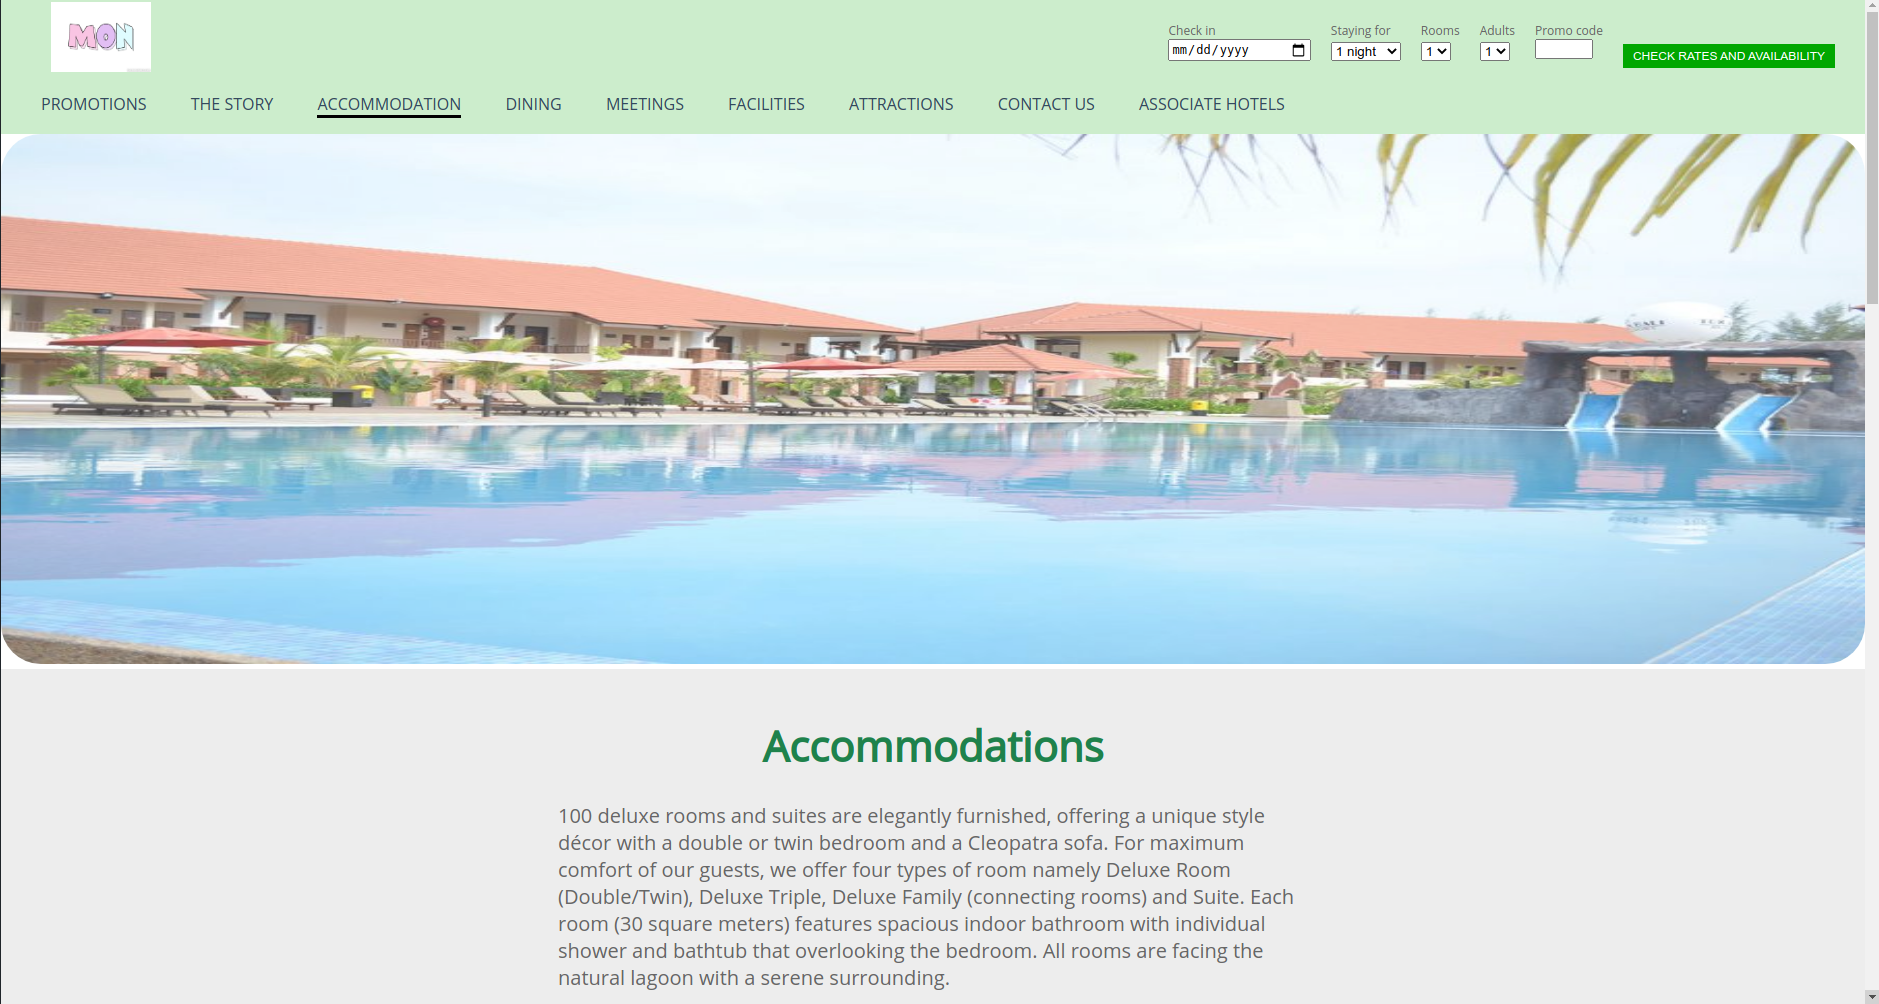 MON
Check in
Staying for
Rooms
Adults
Promo code
mm/dd/yyyy
1 night
1
1
CHECK RATES AND AVAILABILITY
PROMOTIONS
THE STORY
ACCOMMODATION
DINING
MEETINGS
FACILITIES
ATTRACTIONS
CONTACT US
ASSOCIATE HOTELS
Accommodations
100 deluxe rooms and suites are elegantly furnished, offering a unique style
décor with a double or twin bedroom and a Cleopatra sofa. For maximum
comfort of our guests, we offer four types of room namely Deluxe Room
(Double/Twin), Deluxe Triple, Deluxe Family (connecting rooms) and Suite. Each
room (30 square meters) features spacious indoor bathroom with individual
shower and bathtub that overlooking the bedroom. All rooms are facing the
natural lagoon with a serene surrounding.